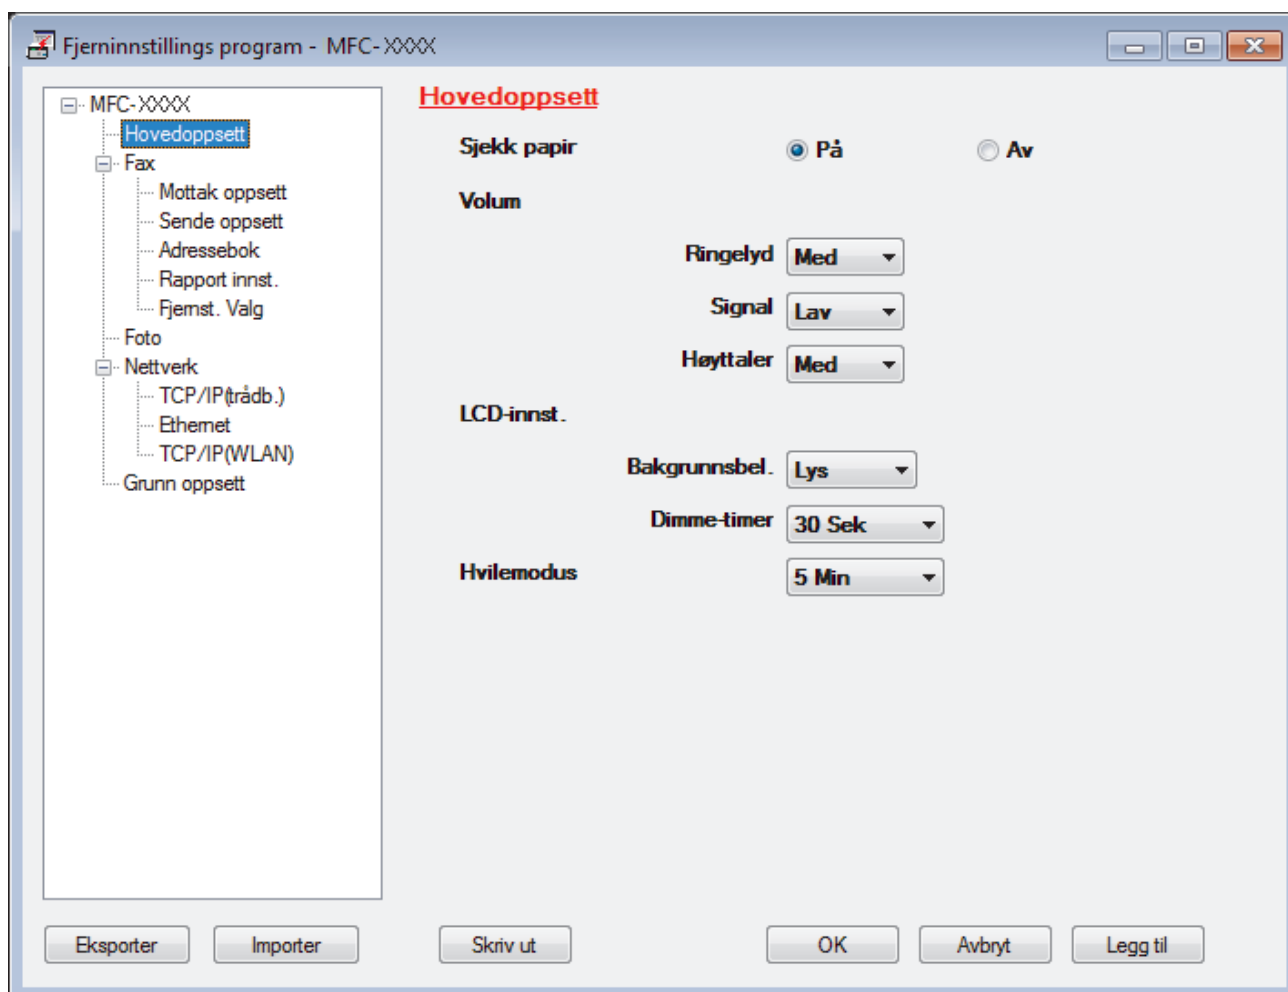 Fjerninnstillings program - MFC-XXXX
MFC-XXXX
Hovedoppsett
Fax
Mottak oppsett
Sende oppsett
Adressebok
Rapport innst.
Fjernst. Valg
Foto
Nettverk
TCP/IP(trådb.)
Ethernet
TCP/IP(WLAN)
Grunn oppsett
Hovedoppsett
Sjekk papir På Av
Volum
Ringelyd Med
Signal Lav
Høyttaler Med
LCD-innst.
Bakgrunnsbel. Lys
Dimme-timer 30 Sek
Hvilemodus 5 Min
Eksporter Importer Skriv ut OK Avbryt Legg til